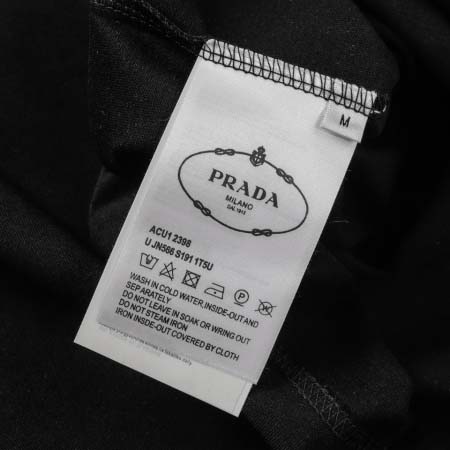 M
PRADA
MILANO
DAL 1913
ACU1 2398
UJN566 S191 1T5U
P
WASH IN COLD WATER,INSIDE-OUT AND
SEPARATELY
DO NOT LEAVE IN SOAK OR WRING OUT
DO NOT STEAM IRON
IRON INSIDE-OUT COVERED BY CLOTH